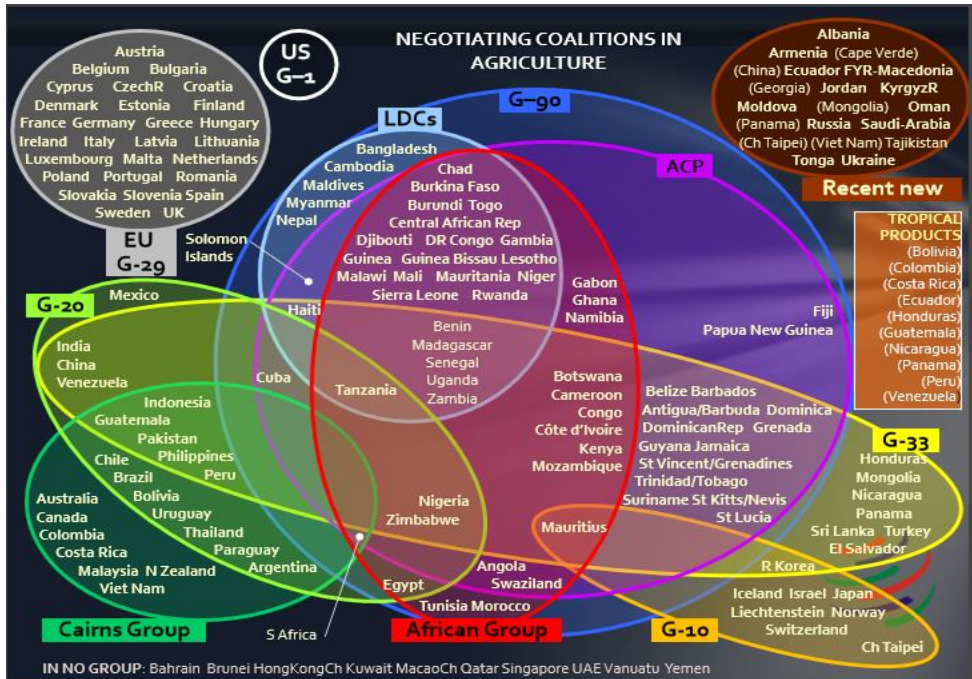 US
G–1
NEGOTIATING COALITIONS IN
AGRICULTURE
Austria
Belgium Bulgaria
Cyprus CzechR Croatia
Denmark Estonia Finland
France Germany Greece Hungary
Ireland Italy Latvia Lithuania
Luxembourg Malta Netherlands
Poland Portugal Romania
Slovakia Slovenia Spain
Sweden UK
EU
G-29
Albania
Armenia (Cape Verde)
(China) Ecuador FYR-Macedonia
(Georgia) Jordan KyrgyzR
Moldova (Mongolia) Oman
(Panama) Russia Saudi-Arabia
(Ch Taipei) (Viet Nam) Tajikistan
Tonga Ukraine
Recent new
TROPICAL
PRODUCTS
(Bolivia)
(Colombia)
(Costa Rica)
(Ecuador)
(Honduras)
(Guatemala)
(Nicaragua)
(Panama)
(Peru)
(Venezuela)
G–90
LDCs
ACP
Bangladesh
Cambodia
Maldives
Myanmar
Nepal
Solomon
Islands
Chad
Burkina Faso
Burundi Togo
Central African Rep
Djibouti DR Congo Gambia
Guinea Guinea Bissau Lesotho
Malawi Mali Mauritania Niger
Sierra Leone Rwanda
Haiti
Benin
Madagascar
Senegal
Uganda
Zambia
Tanzania
Cuba
Gabon
Ghana
Namibia
Fiji
Papua New Guinea
Botswana
Cameroon
Congo
Côte d'Ivoire
Kenya
Mozambique
Belize Barbados
Antigua/Barbuda Dominica
DominicanRep Grenada
Guyana Jamaica
St Vincent/Grenadines
Trinidad/Tobago
Suriname St Kitts/Nevis
St Lucia
G-20
Mexico
India
China
Venezuela
Indonesia
Guatemala
Pakistan
Philippines
Peru
Chile
Brazil
Bolivia
Uruguay
Thailand
Paraguay
Argentina
Australia
Canada
Colombia
Costa Rica
Malaysia N Zealand
Viet Nam
Cairns Group
S Africa
Nigeria
Zimbabwe
Egypt
Angola
Swaziland
Tunisia Morocco
African Group
Mauritius
G-33
Honduras
Mongolia
Nicaragua
Panama
Sri Lanka Turkey
El Salvador
R Korea
Iceland Israel Japan
Liechtenstein Norway
Switzerland
Ch Taipei
G-10
IN NO GROUP: Bahrain Brunei HongKongCh Kuwait MacaoCh Qatar Singapore UAE Vanuatu Yemen